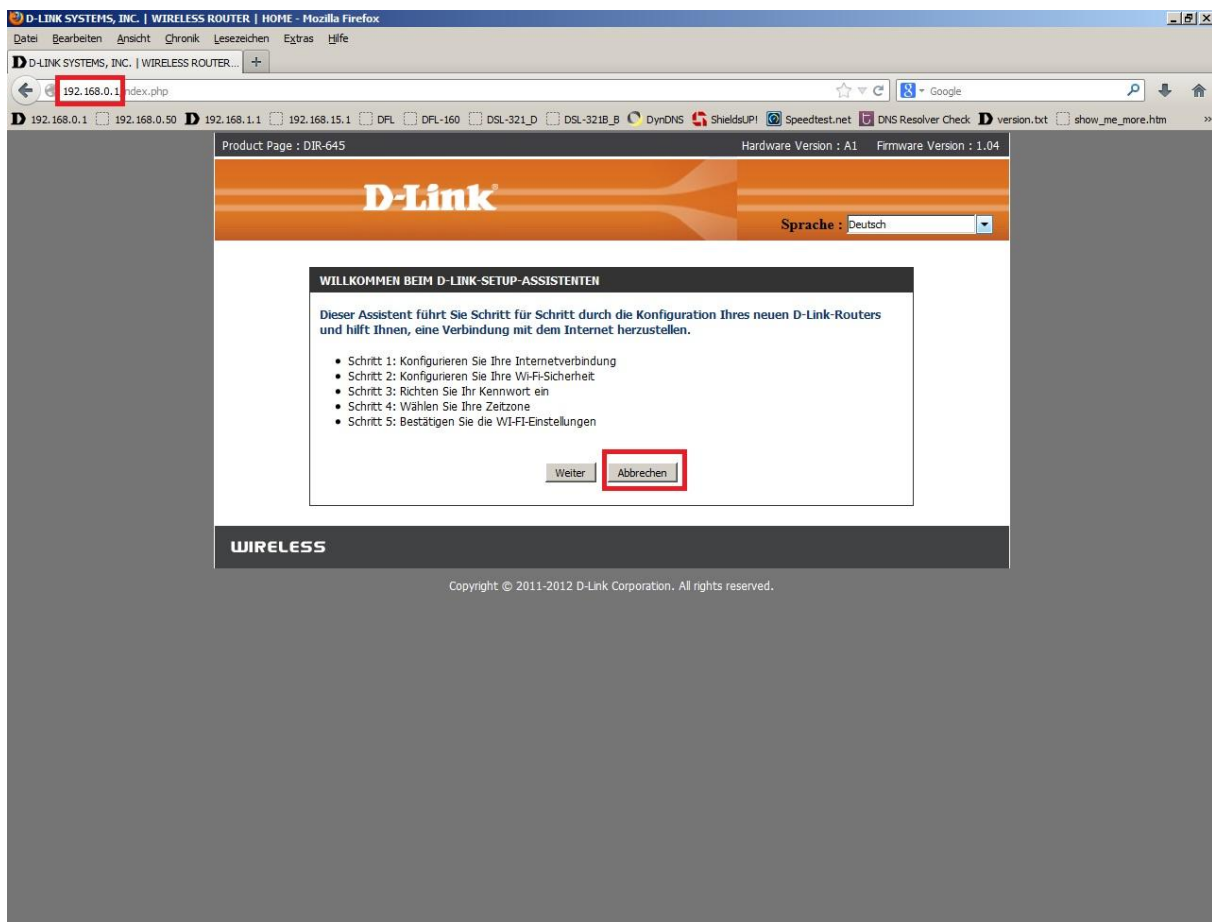 D-LINK SYSTEMS, INC. | WIRELESS ROUTER | HOME - Mozilla Firefox
Datei Bearbeiten Ansicht Chronik Lesezeichen Extras Hilfe
D-LINK SYSTEMS, INC. | WIRELESS ROUTER... +
192.168.0.1 index.php Google
192.168.0.1 192.168.0.50 192.168.1.1 192.168.15.1 DFL DFL-160 DSL-321_D DSL-321B_B DynDNS ShieldsUP! Speedtest.net DNS Resolver Check version.txt show_me_more.htm »
Product Page : DIR-645 Hardware Version : A1 Firmware Version : 1.04
D-Link
Sprache : Deutsch
WILLKOMMEN BEIM D-LINK-SETUP-ASSISTENTEN
Dieser Assistent führt Sie Schritt für Schritt durch die Konfiguration Ihres neuen D-Link-Routers
und hilft Ihnen, eine Verbindung mit dem Internet herzustellen.
• Schritt 1: Konfigurieren Sie Ihre Internetverbindung
• Schritt 2: Konfigurieren Sie Ihre Wi-Fi-Sicherheit
• Schritt 3: Richten Sie Ihr Kennwort ein
• Schritt 4: Wählen Sie Ihre Zeitzone
• Schritt 5: Bestätigen Sie die WI-FI-Einstellungen
Weiter Abbrechen
WIRELESS
Copyright © 2011-2012 D-Link Corporation. All rights reserved.